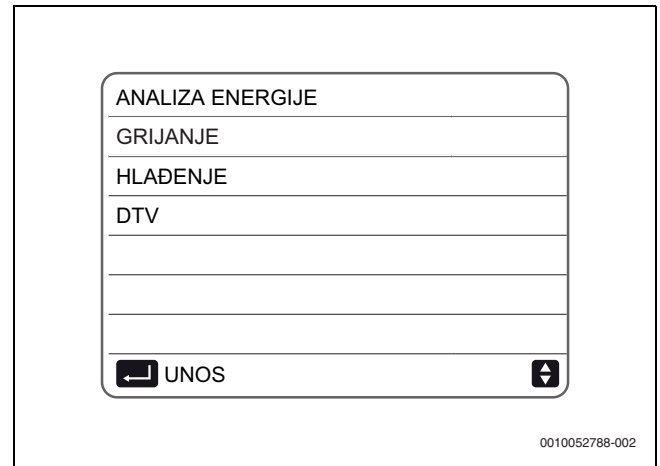 ANALIZA ENERGIJE
GRIJANJE
HLAĐENJE
DTV
UNOS
0010052788-002